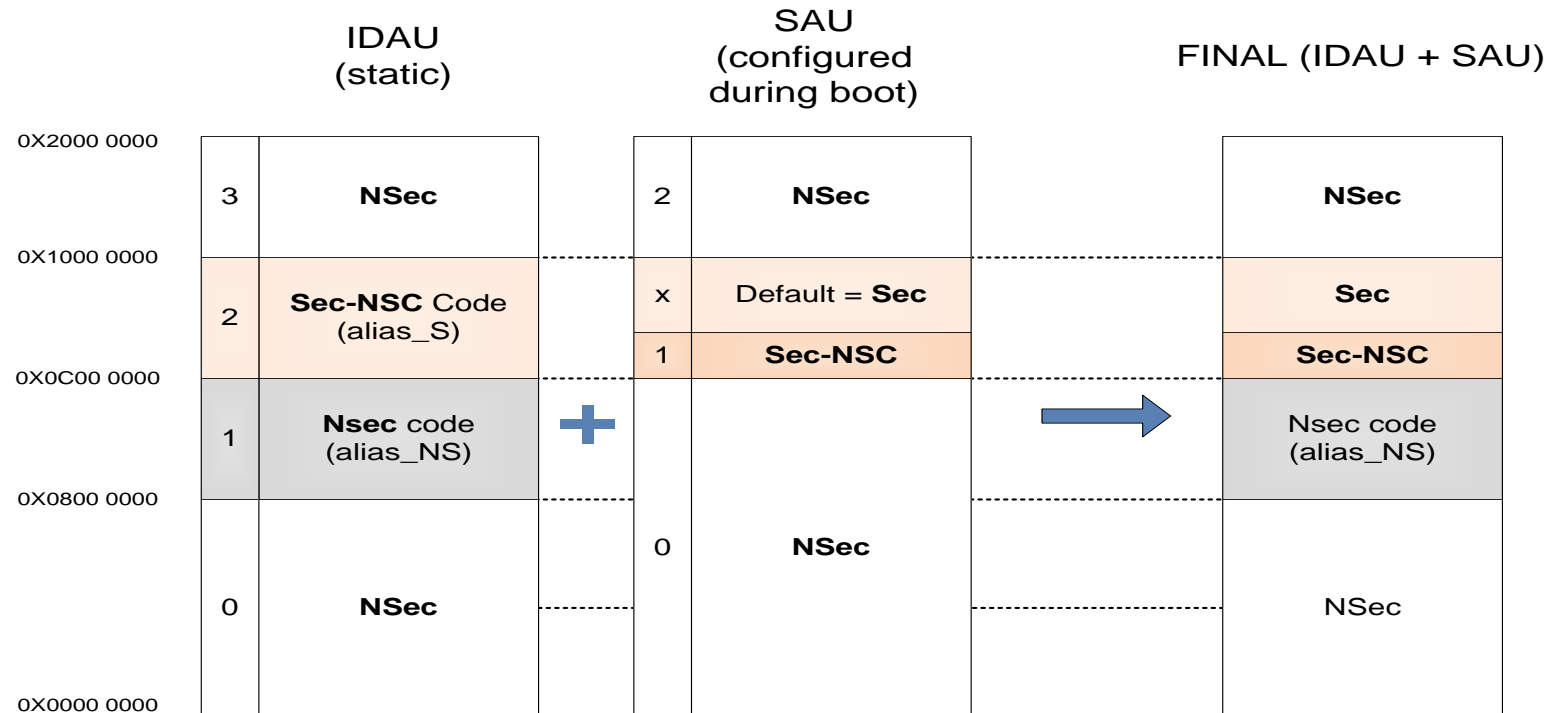 IDAU
(static)
SAU
(configured
during boot)
FINAL (IDAU + SAU)
0X2000 0000
3
NSec
2
NSec
NSec
0X1000 0000
2
Sec-NSC Code
(alias_S)
x
Default = Sec
Sec
1
Sec-NSC
Sec-NSC
0X0C00 0000
1
Nsec code
(alias_NS)
Nsec code
(alias_NS)
0X0800 0000
0
NSec
0
NSec
NSec
0X0000 0000